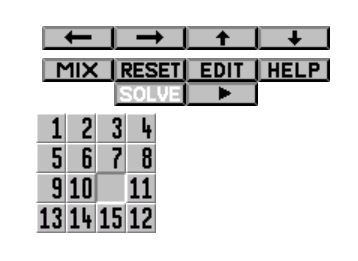 ← → ↑ ↓
MIX RESET EDIT HELP
SOLVE ►
1 2 3 4
5 6 7 8
9 10 11
13 14 15 12